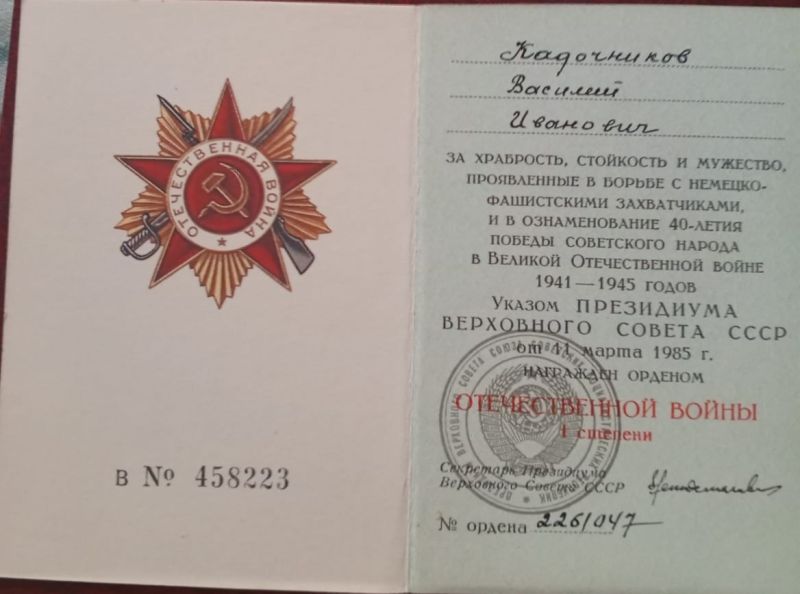 ОТЕЧЕСТВЕННАЯ ВОЙНА
В № 458223
Кадочников
Василий
Иванович
ЗА ХРАБРОСТЬ, СТОЙКОСТЬ И МУЖЕСТВО,
ПРОЯВЛЕННЫЕ В БОРЬБЕ С НЕМЕЦКО-
ФАШИСТСКИМИ ЗАХВАТЧИКАМИ,
И В ОЗНАМЕНОВАНИЕ 40-ЛЕТИЯ
ПОБЕДЫ СОВЕТСКОГО НАРОДА
В ВЕЛИКОЙ ОТЕЧЕСТВЕННОЙ ВОЙНЕ
1941 — 1945 ГОДОВ
УКАЗОМ ПРЕЗИДИУМА
ВЕРХОВНОГО СОВЕТА СССР
от 11 марта 1985 г.
НАГРАЖДЕН ОРДЕНОМ
ОТЕЧЕСТВЕННОЙ ВОЙНЫ
I степени
Секретарь Президиума
Верховного Совета СССР
№ ордена 2261047